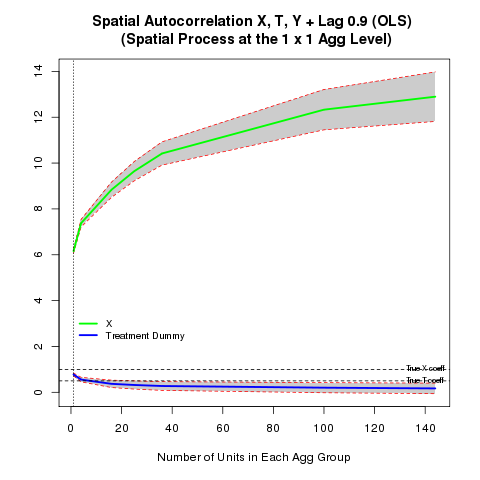 Spatial Autocorrelation X, T, Y + Lag 0.9 (OLS)
(Spatial Process at the 1 x 1 Agg Level)
14
12
10
8
6
4
2
0
X
Treatment Dummy
True X coeff
True T coeff
0 20 40 60 80 100 120 140
Number of Units in Each Agg Group